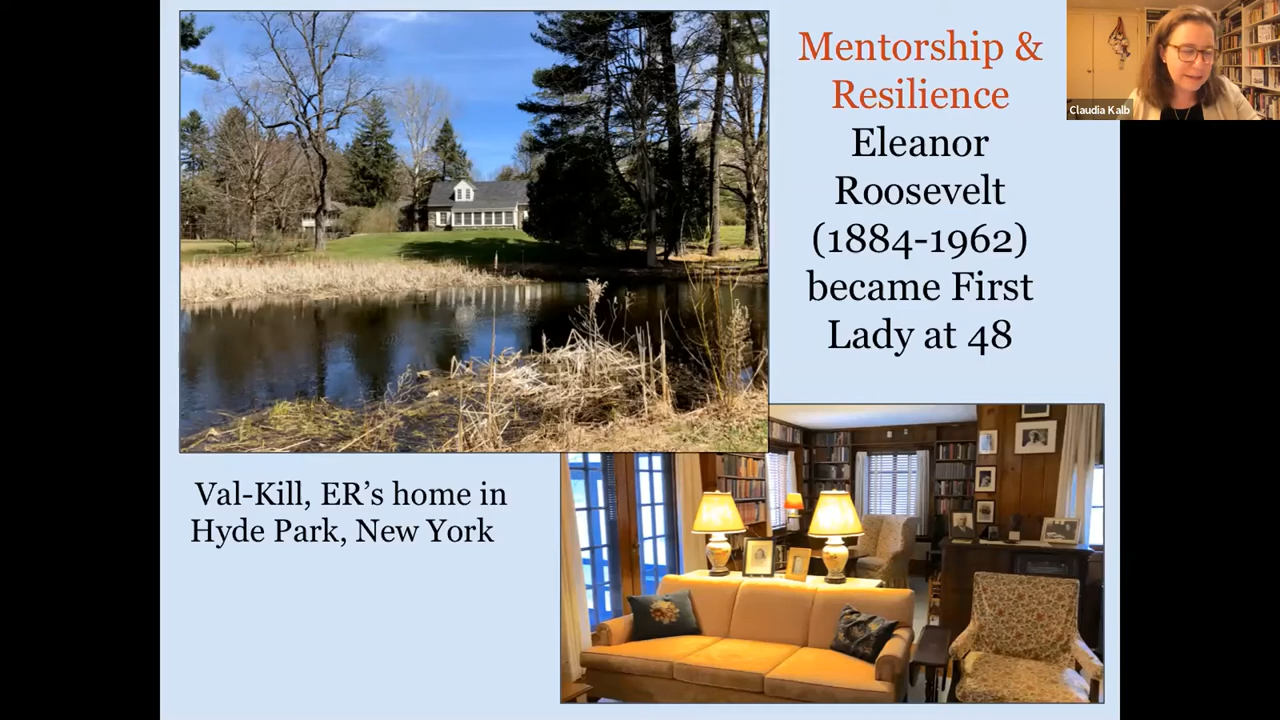 Mentorship &
Resilience
Eleanor
Roosevelt
(1884-1962)
became First
Lady at 48
Claudia Kalb
Val-Kill, ER’s home in
Hyde Park, New York